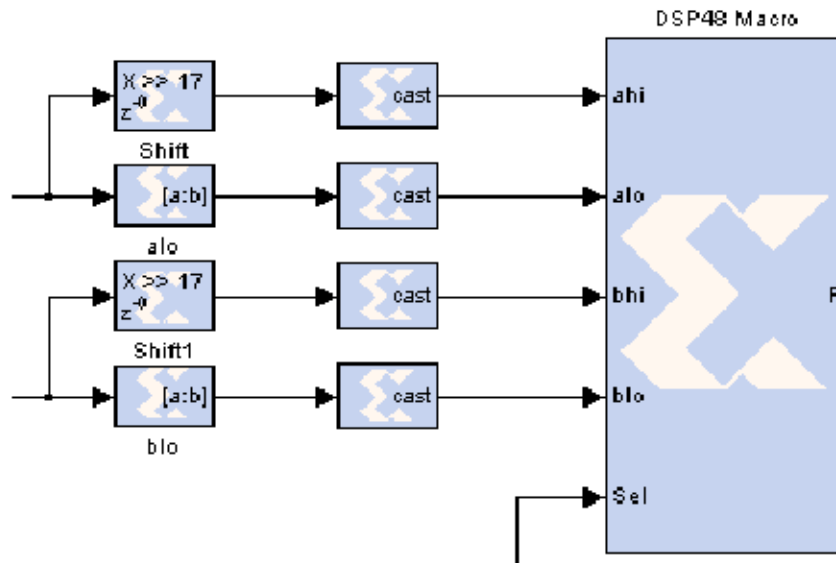 DSP48 Macro
X >> 17
z-0
cast
ahi
Shift
[a:b]
cast
alo
alo
X >> 17
z-0
cast
bhi
Shift1
[a:b]
cast
blo
blo
Sel